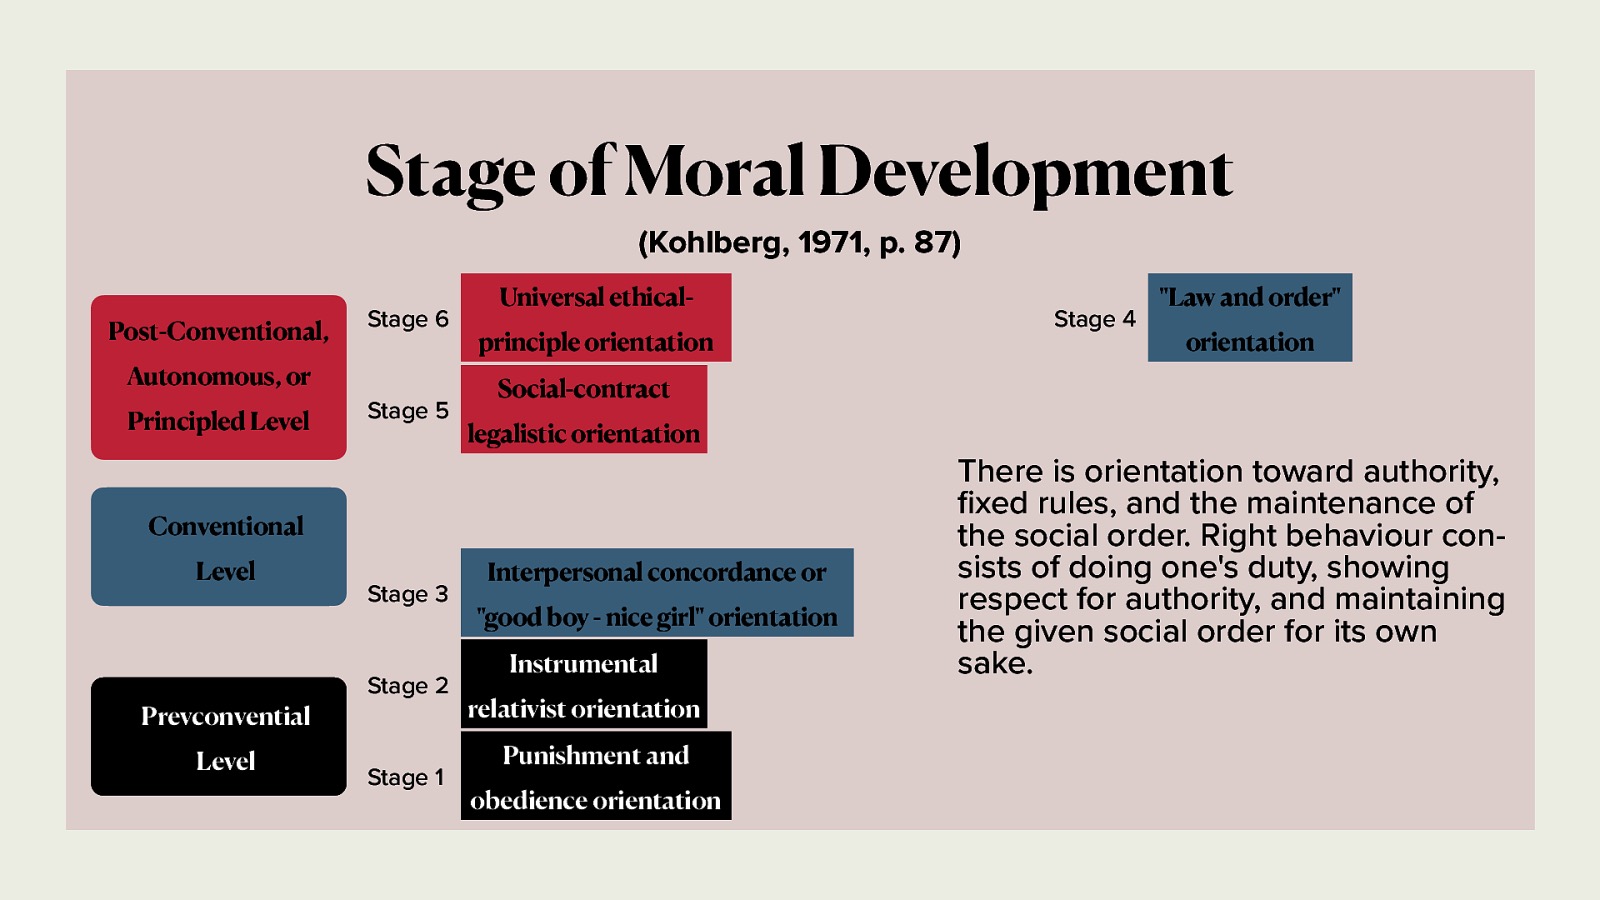 Stage of Moral Development
(Kohlberg, 1971, p. 87)
Post-Conventional,
Autonomous, or
Principled Level
Stage 6
Universal ethical-
principle orientation
Stage 5
Social-contract
legalistic orientation
Conventional
Level
Stage 3
Interpersonal concordance or
"good boy - nice girl" orientation
Prevconvential
Level
Stage 2
Instrumental
relativist orientation
Stage 1
Punishment and
obedience orientation
Stage 4
"Law and order"
orientation
There is orientation toward authority,
fixed rules, and the maintenance of
the social order. Right behaviour con-
sists of doing one's duty, showing
respect for authority, and maintaining
the given social order for its own
sake.